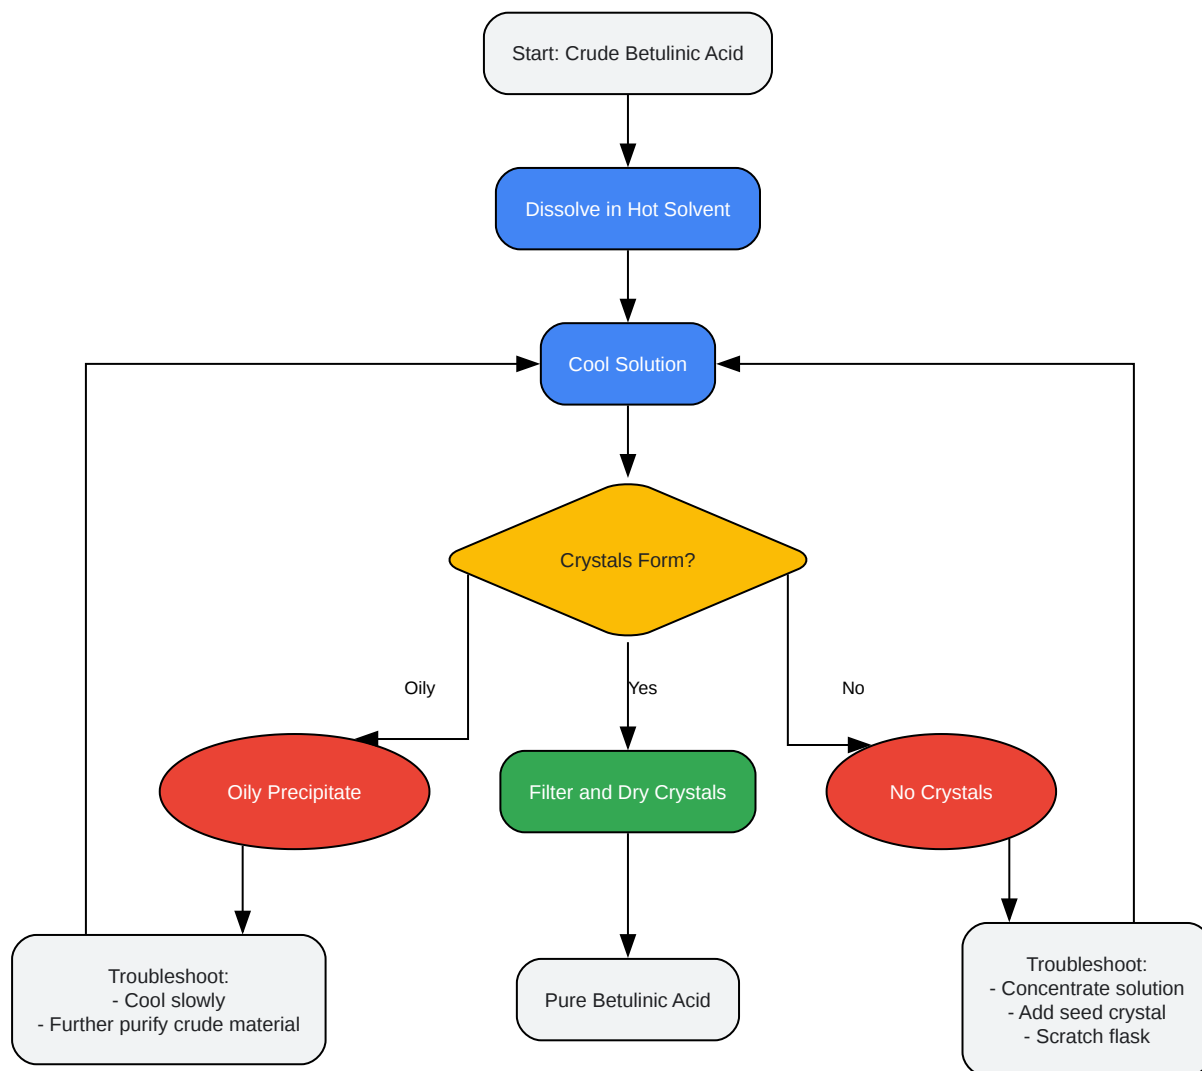 Start: Crude Betulinic Acid
Dissolve in Hot Solvent
Cool Solution
Crystals Form?
Oily
Yes
No
Oily Precipitate
Filter and Dry Crystals
No Crystals
Troubleshoot:
- Cool slowly
- Further purify crude material
Pure Betulinic Acid
Troubleshoot:
- Concentrate solution
- Add seed crystal
- Scratch flask